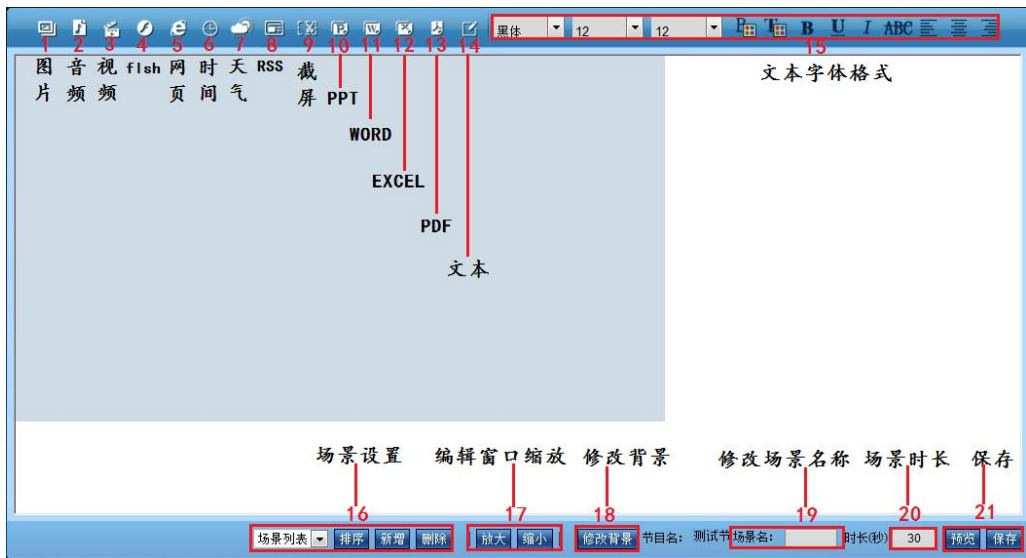 黑体 12 12 B U I ABC
1 2 3 4 5 6 7 8 9 10 11 12 13 14 15
图片 音频 视频 flsh 网页 时间 天气 RSS 截屏 PPT
文本字体格式
WORD
EXCEL
PDF
文本
场景设置 编辑窗口缩放 修改背景 修改场景名称 场景时长 保存
16 17 18 19 20 21
场景列表 排序 新增 删除 放大 缩小 修改背景 节目名: 测试节 场景名: 时长(秒) 30 预览 保存